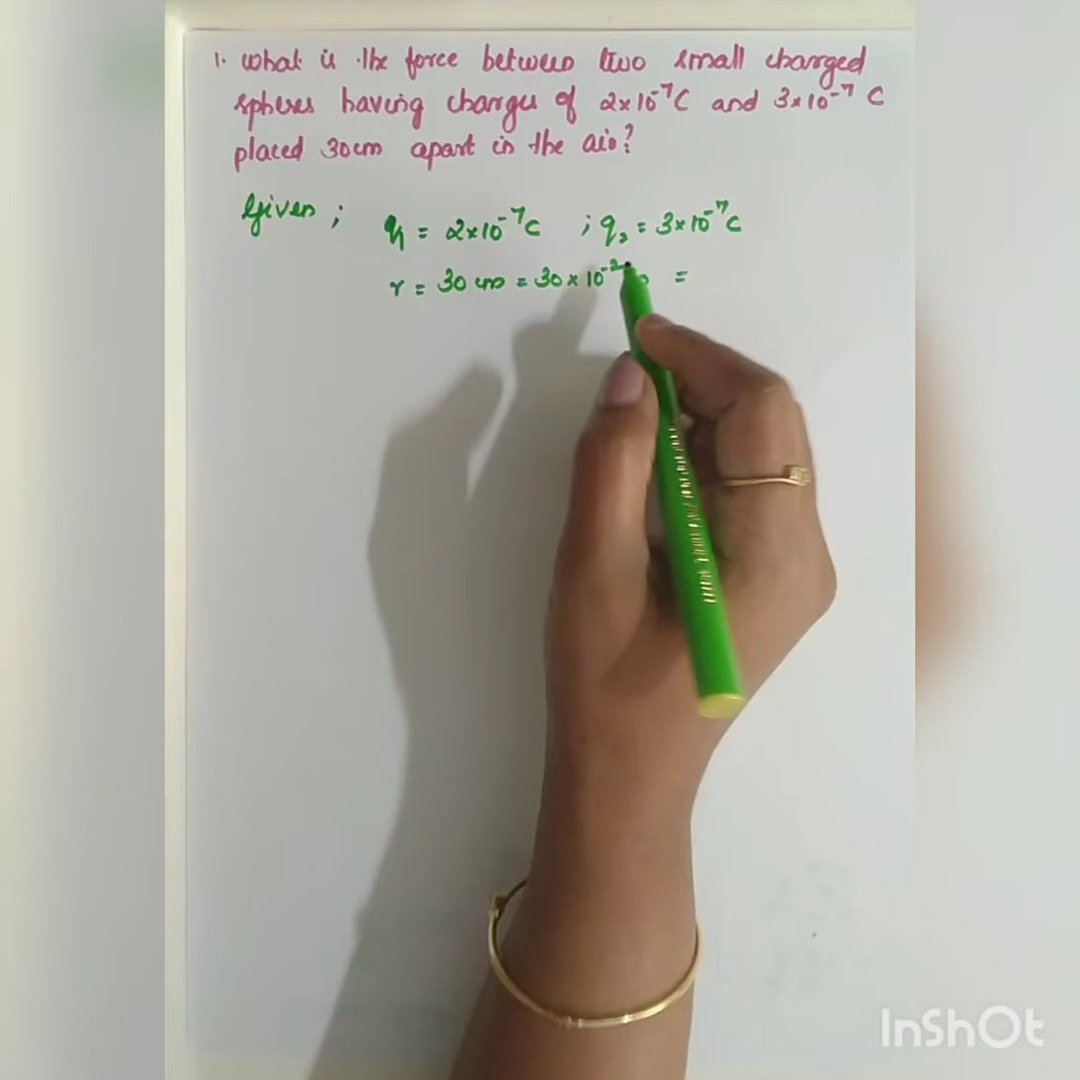 1. What is the force between two small charged
spheres having charges of 2×10⁻⁷C and 3×10⁻⁷ C
placed 30cm apart in the air?
Given ;
q₁ = 2×10⁻⁷C ; q₂ = 3×10⁻⁷C
r = 30 cm = 30 × 10⁻² =
InShOt